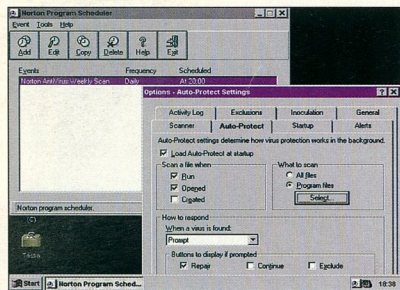 Norton Program Scheduler
Event Tools Help
Add Edit Copy Delete Help Exit
Events Frequency Scheduled
Norton AntiVirus Weekly Scan Daily At 20:00
Options - Auto-Protect Settings
Activity Log Exclusions Inoculation General
Scanner Auto-Protect Startup Alerts
Auto-Protect settings determine how virus protection works in the background.
Load Auto-Protect at startup
Scan a file when
Run
Opened
Created
What to scan
All files
Program files
Select...
Norton program scheduler.
How to respond
When a virus is found:
Prompt
Buttons to display if prompted
Repair Continue Exclude
Start Norton Program Sched... 18:38